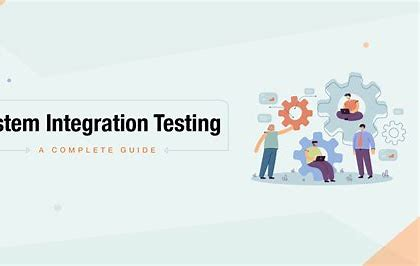 stem Integration Testing
A COMPLETE GUIDE